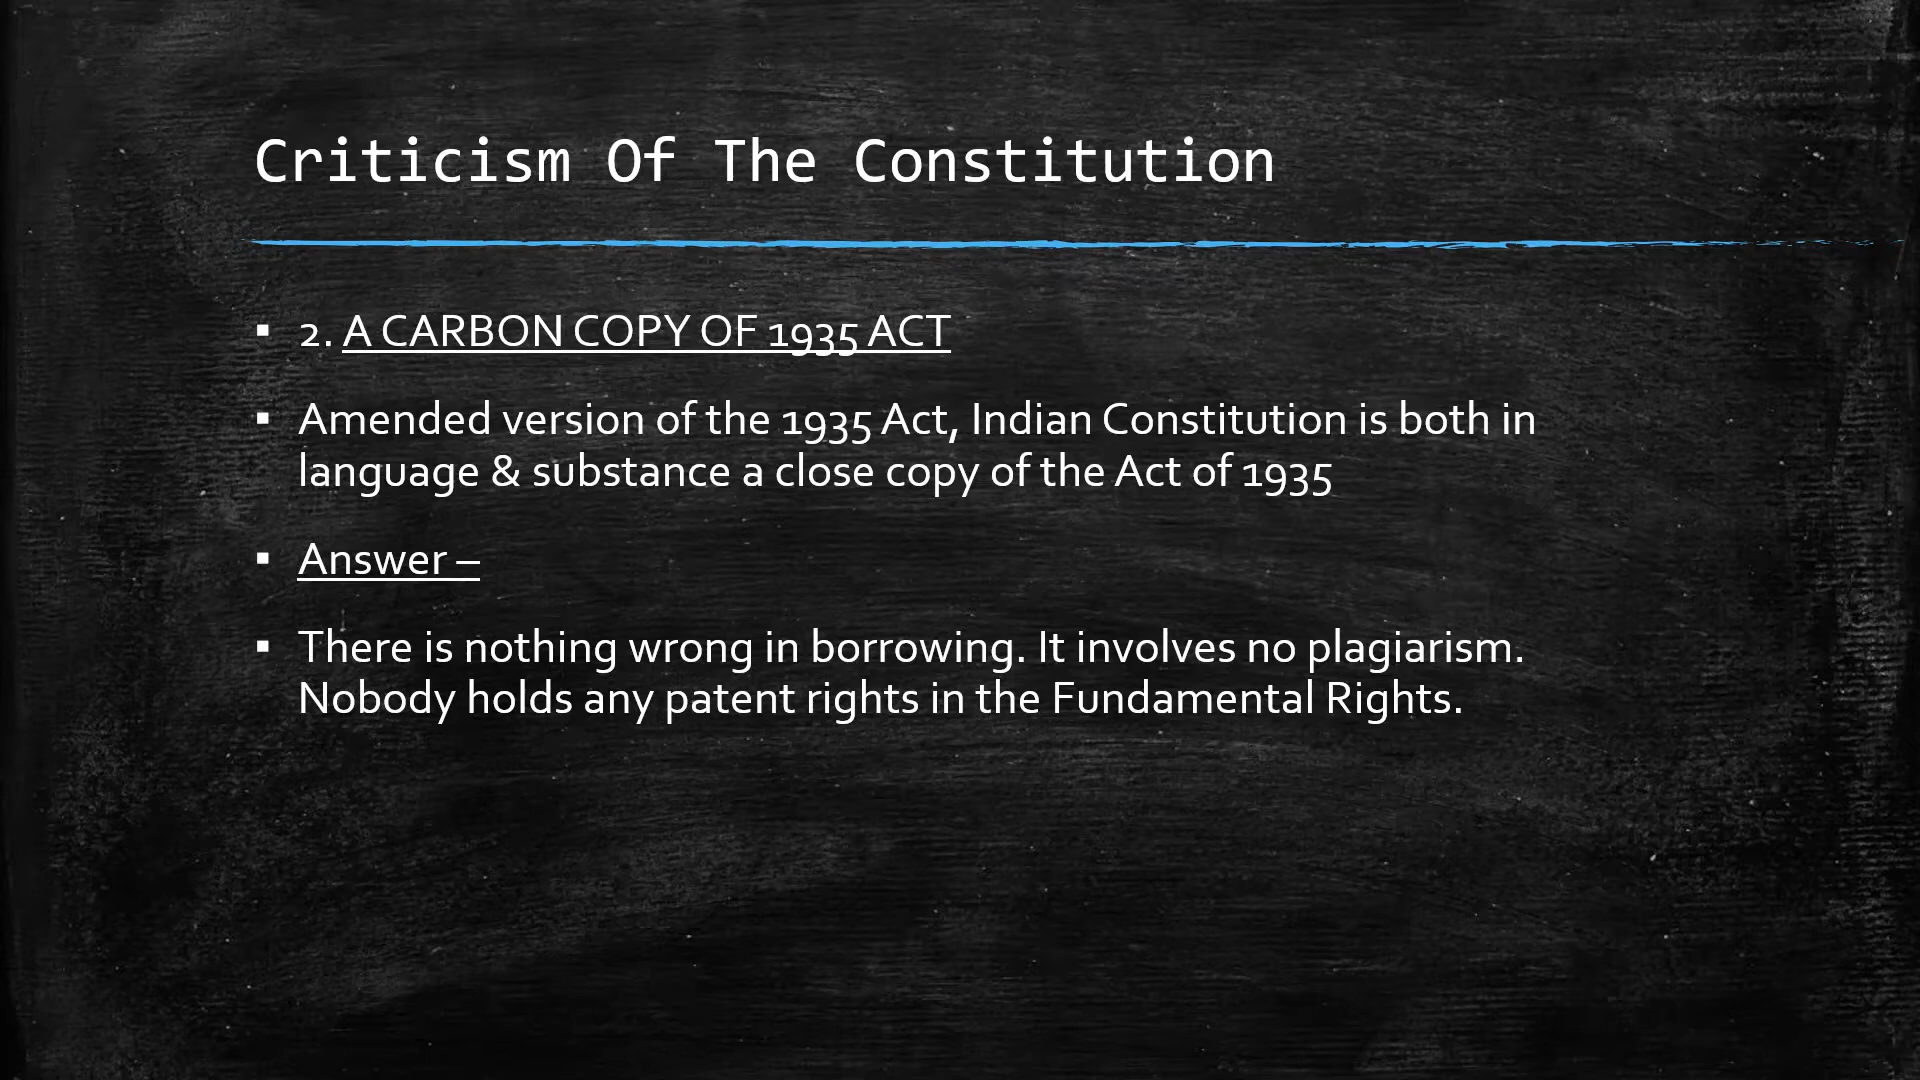 Criticism Of The Constitution
▪ 2. A CARBON COPY OF 1935 ACT
▪ Amended version of the 1935 Act, Indian Constitution is both in
language & substance a close copy of the Act of 1935
▪ Answer –
▪ There is nothing wrong in borrowing. It involves no plagiarism.
Nobody holds any patent rights in the Fundamental Rights.